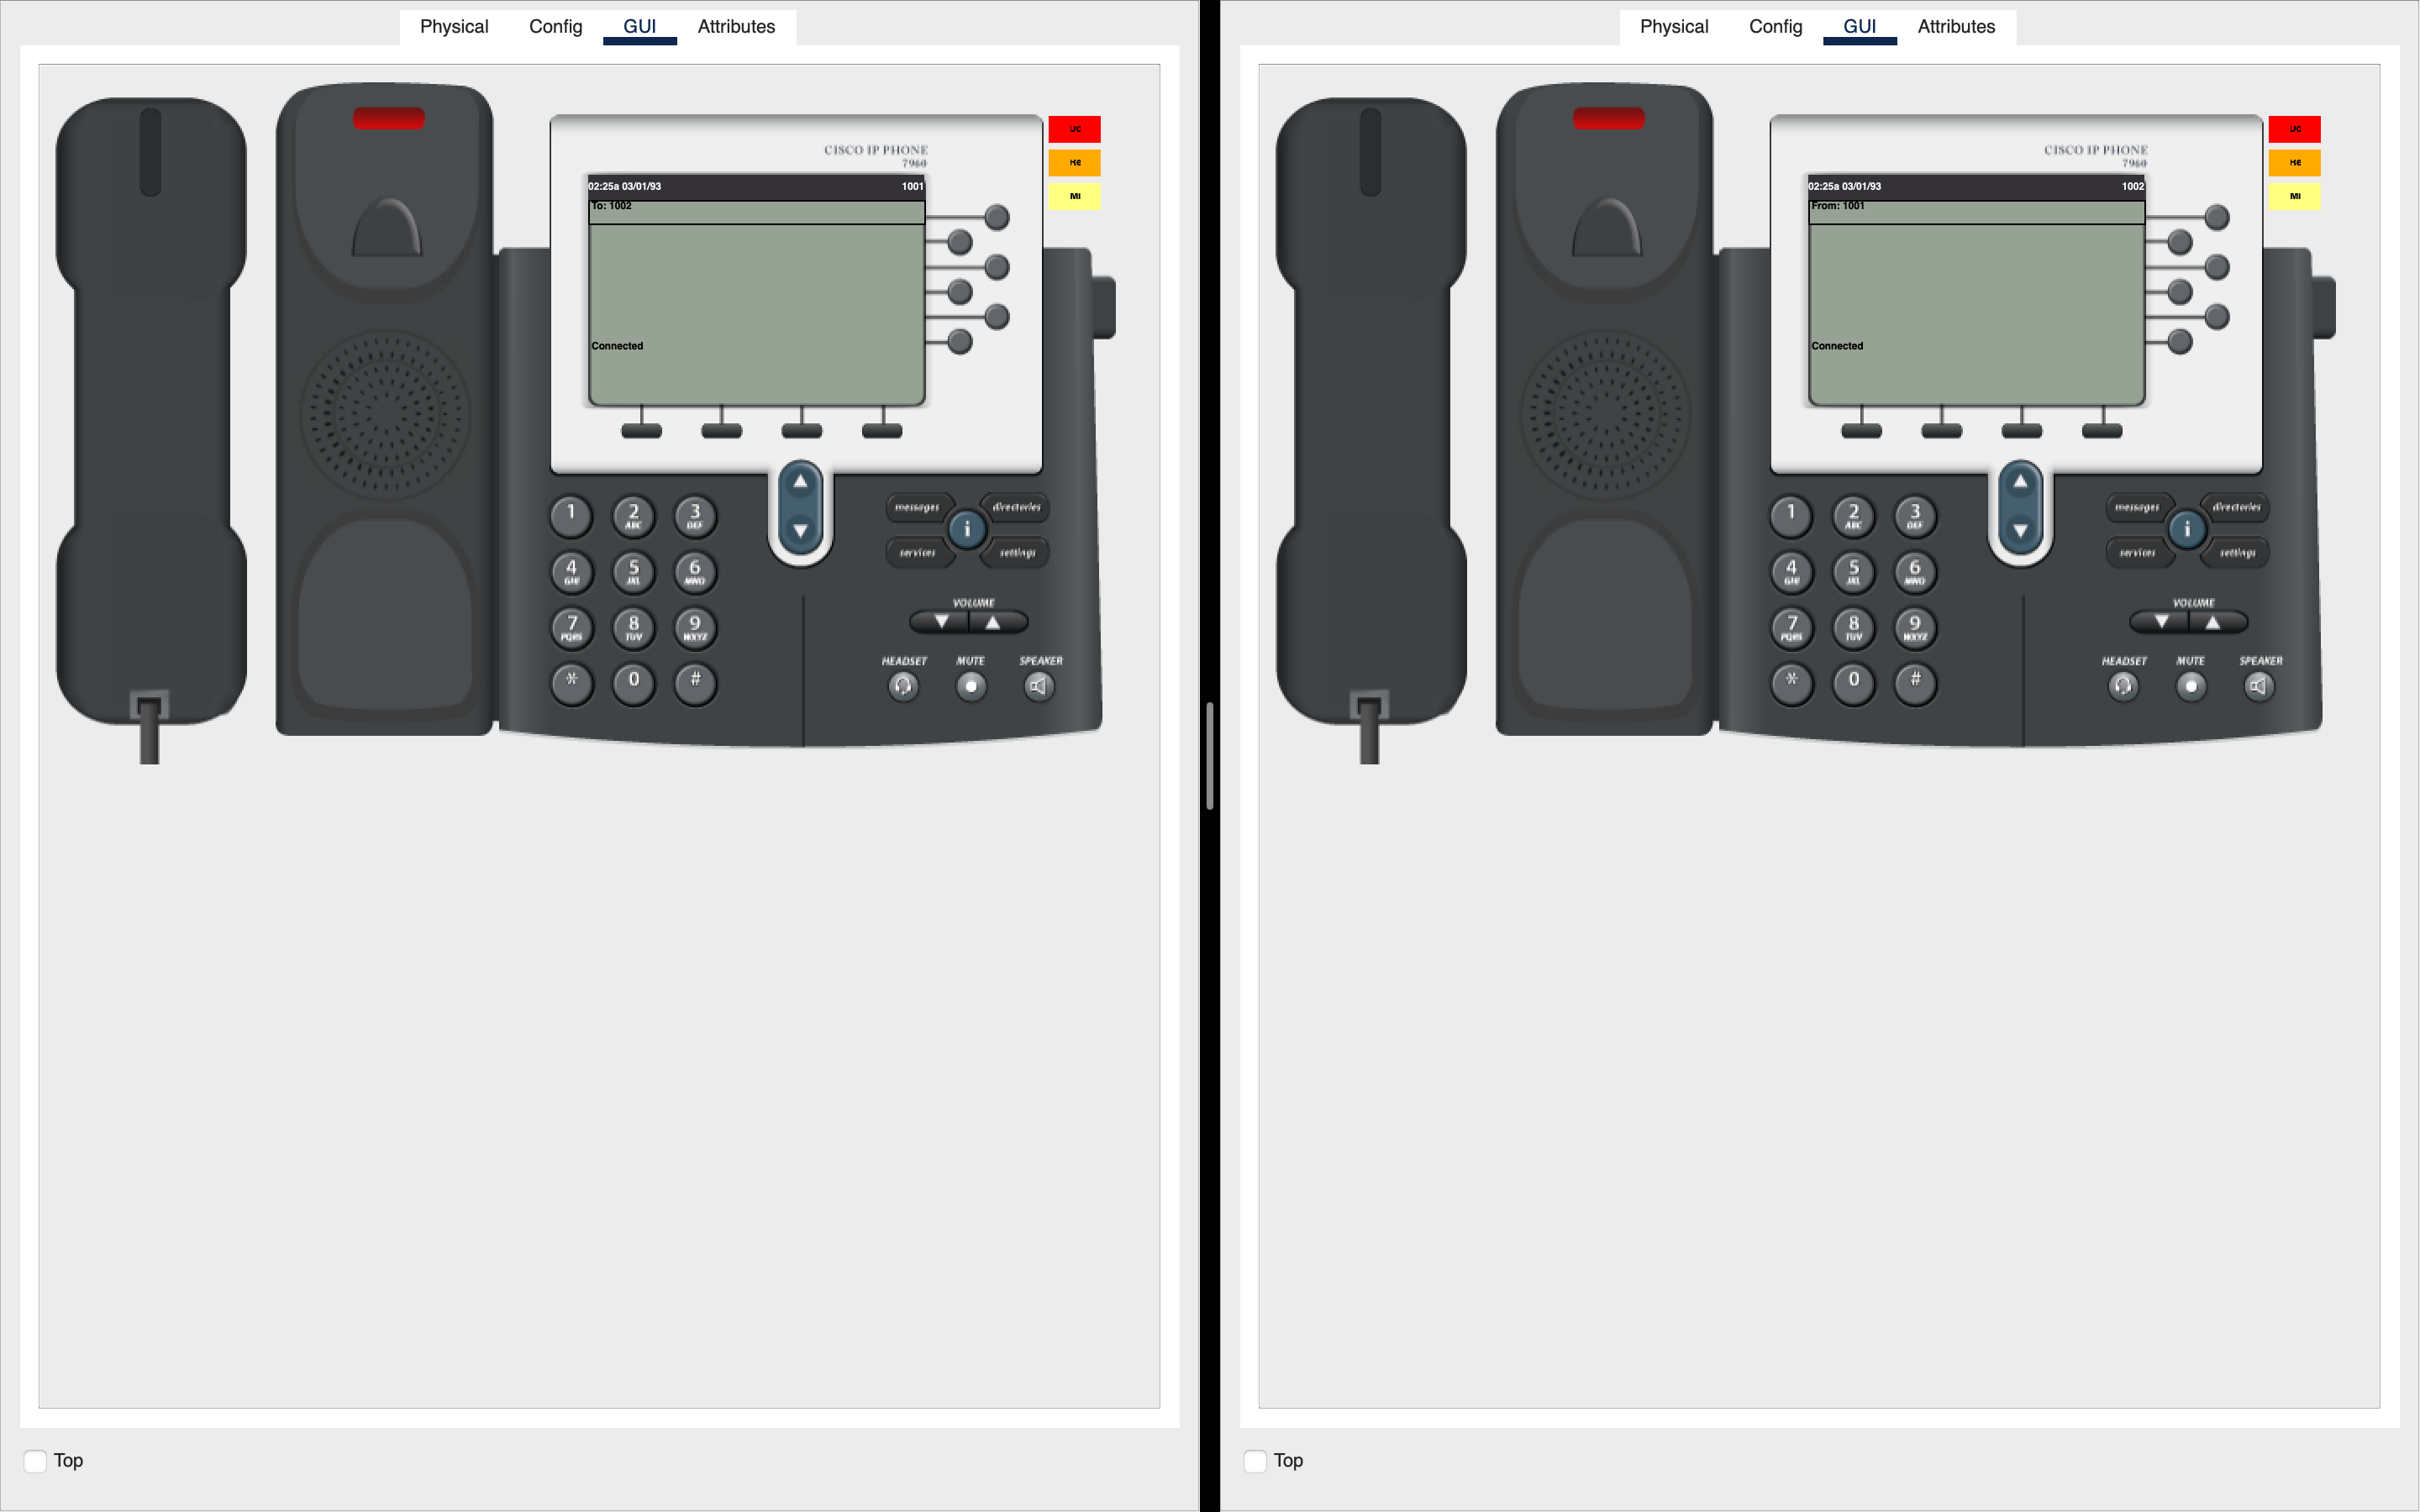 Physical Config GUI Attributes
CISCO IP PHONE
7960
02:25a 03/01/93 1001
To: 1002
Connected
1
2 ABC
3 DEF
4 GHI
5 JKL
6 MNO
7 PQRS
8 TUV
9 WXYZ
*
0
#
messages
directories
i
services
settings
VOLUME
HEADSET MUTE SPEAKER
Top
Physical Config GUI Attributes
CISCO IP PHONE
7960
02:25a 03/01/93 1002
From: 1001
Connected
1
2 ABC
3 DEF
4 GHI
5 JKL
6 MNO
7 PQRS
8 TUV
9 WXYZ
*
0
#
messages
directories
i
services
settings
VOLUME
HEADSET MUTE SPEAKER
Top